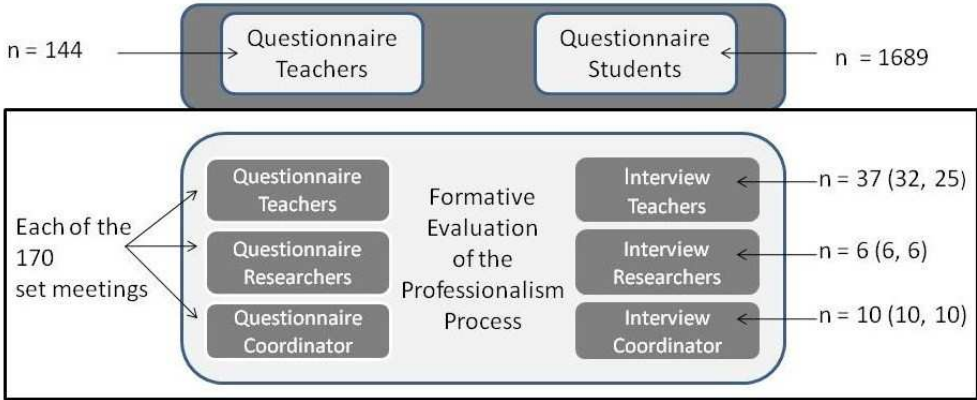 n = 144
Questionnaire
Teachers
Questionnaire
Students
n = 1689
Each of the
170
set meetings
Questionnaire
Teachers
Questionnaire
Researchers
Questionnaire
Coordinator
Formative
Evaluation
of the
Professionalism
Process
Interview
Teachers
Interview
Researchers
Interview
Coordinator
n = 37 (32, 25)
n = 6 (6, 6)
n = 10 (10, 10)